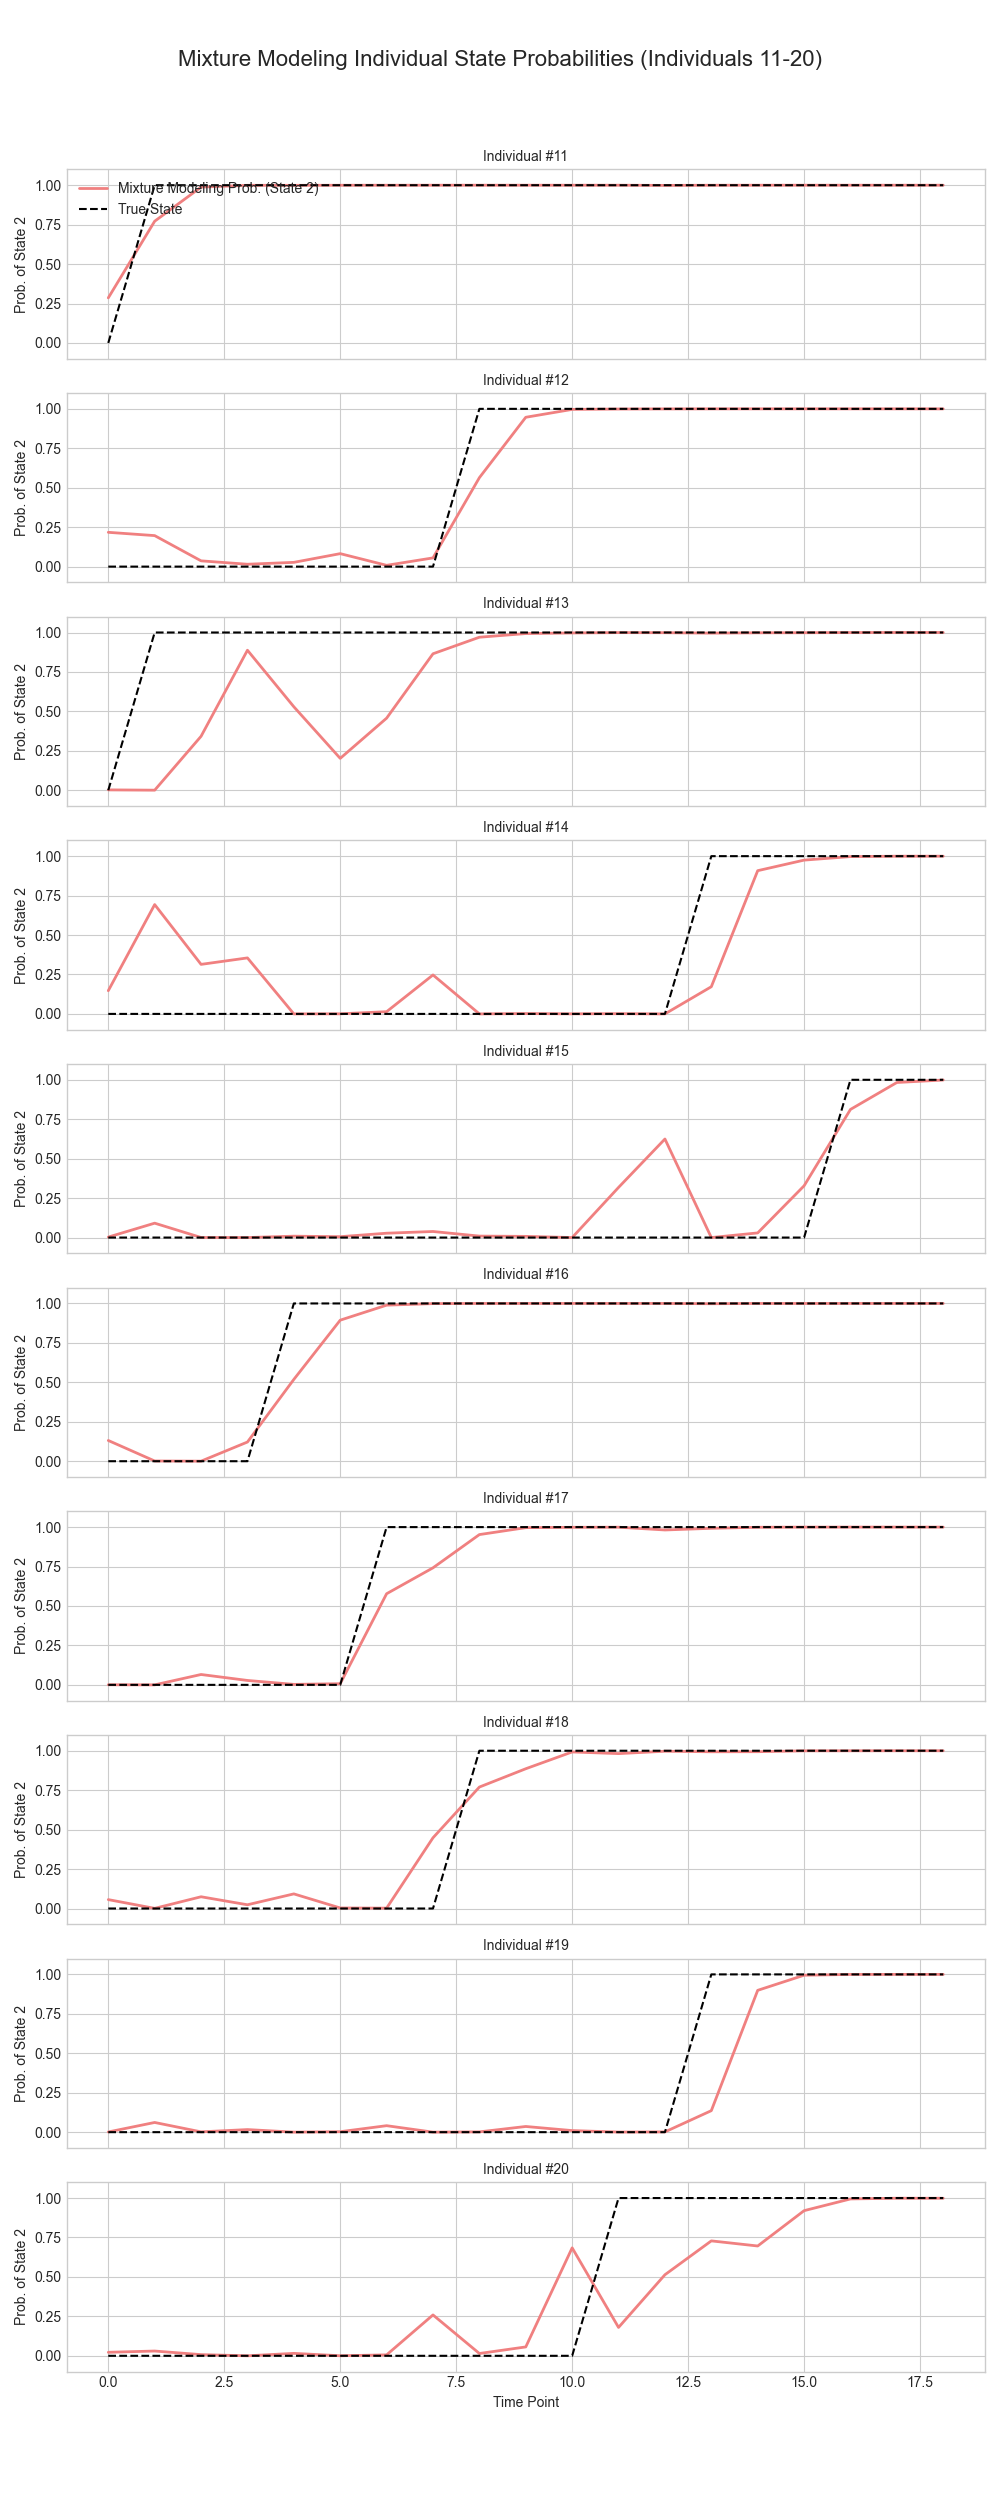 Mixture Modeling Individual State Probabilities (Individuals 11-20)
Individual #11
Mixture Modeling Prob. (State 2)
True State
Prob. of State 2
1.00
0.75
0.50
0.25
0.00
Individual #12
Prob. of State 2
1.00
0.75
0.50
0.25
0.00
Individual #13
Prob. of State 2
1.00
0.75
0.50
0.25
0.00
Individual #14
Prob. of State 2
1.00
0.75
0.50
0.25
0.00
Individual #15
Prob. of State 2
1.00
0.75
0.50
0.25
0.00
Individual #16
Prob. of State 2
1.00
0.75
0.50
0.25
0.00
Individual #17
Prob. of State 2
1.00
0.75
0.50
0.25
0.00
Individual #18
Prob. of State 2
1.00
0.75
0.50
0.25
0.00
Individual #19
Prob. of State 2
1.00
0.75
0.50
0.25
0.00
Individual #20
Prob. of State 2
1.00
0.75
0.50
0.25
0.00
0.0 2.5 5.0 7.5 10.0 12.5 15.0 17.5
Time Point